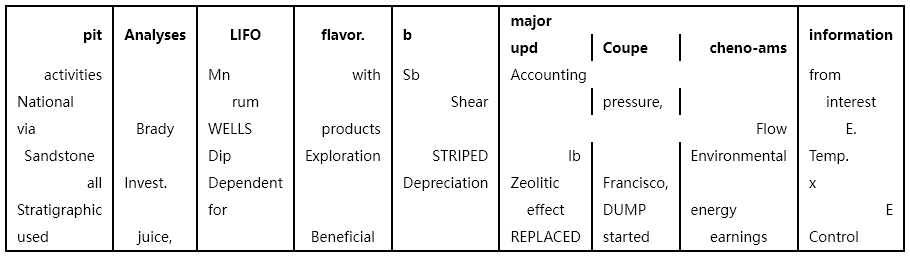 pit Analyses LIFO flavor. b major information
upd Coupe cheno-ams
activities Mn with Sb Accounting from
National rum Shear pressure, interest
via Brady WELLS products Flow E.
Sandstone Dip Exploration STRIPED lb Environmental Temp.
all Invest. Dependent Depreciation Zeolitic Francisco, x
Stratigraphic for effect DUMP energy E
used juice, Beneficial REPLACED started earnings Control